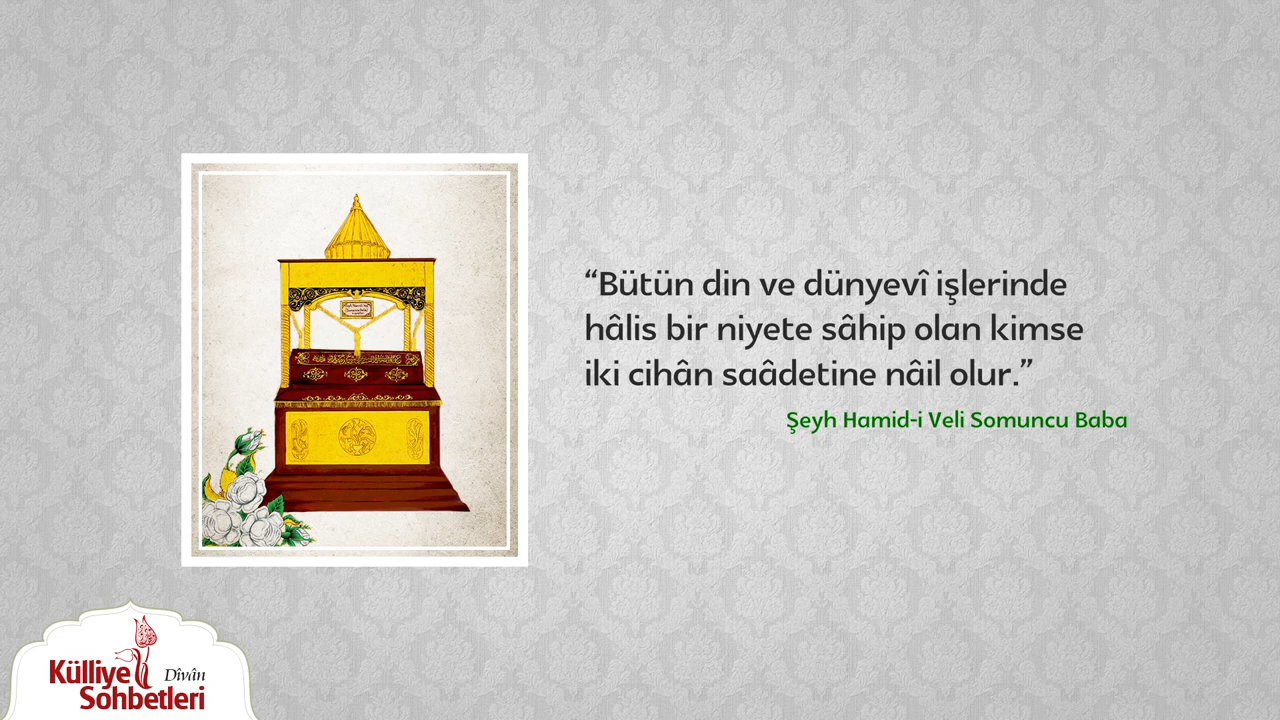 “Bütün din ve dünyevî işlerinde
hâlis bir niyete sâhip olan kimse
iki cihân saâdetine nâil olur.”
Şeyh Hamid-i Veli Somuncu Baba
Külliye
Dîvân
Sohbetleri